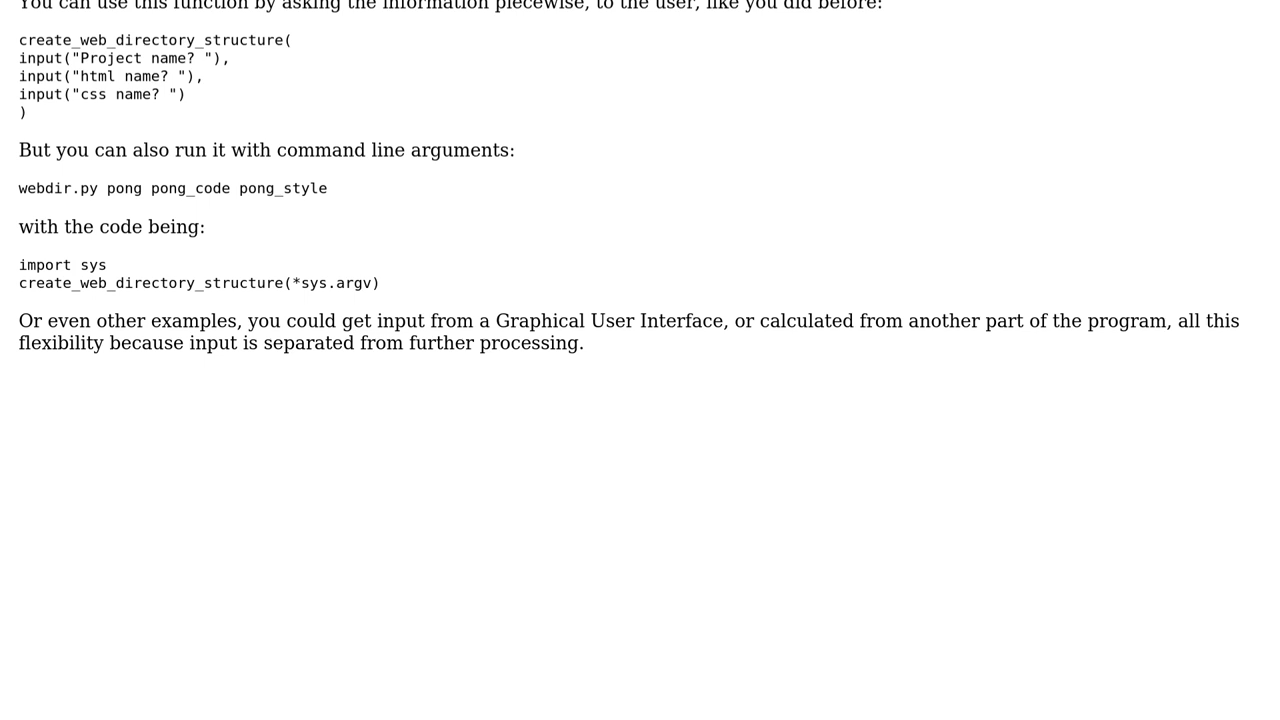 You can use this function by asking the information piecewise, to the user, like you did before:
create_web_directory_structure(
input("Project name? "),
input("html name? "),
input("css name? ")
)
But you can also run it with command line arguments:
webdir.py pong pong_code pong_style
with the code being:
import sys
create_web_directory_structure(*sys.argv)
Or even other examples, you could get input from a Graphical User Interface, or calculated from another part of the program, all this
flexibility because input is separated from further processing.